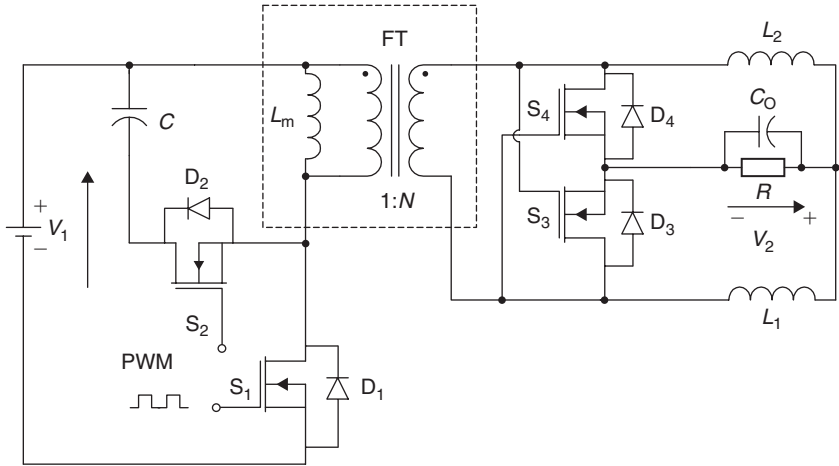 FT
L2
C
Lm
S4
D4
CO
D2
1:N
R
+
V1
−
S3
D3
− +
V2
S2
L1
PWM
S1
D1